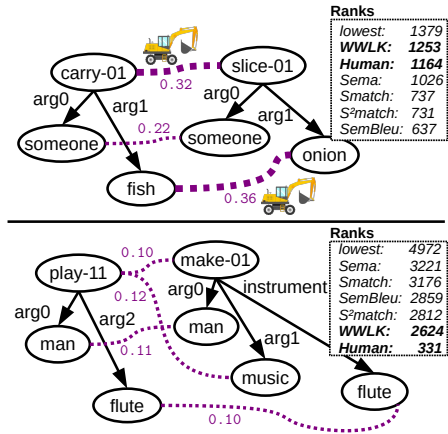 Ranks
lowest: 1379
WWLK: 1253
Human: 1164
Sema: 1026
Smatch: 737
S²match: 731
SemBleu: 637
carry-01
slice-01
0.32
arg0
arg1
arg0
arg1
someone
0.22
someone
onion
fish
0.36
Ranks
lowest: 4972
Sema: 3221
Smatch: 3176
SemBleu: 2859
S²match: 2812
WWLK: 2624
Human: 331
play-11
0.10
make-01
0.12
arg0
instrument
arg0
arg2
man
arg1
man
0.11
music
flute
flute
0.10